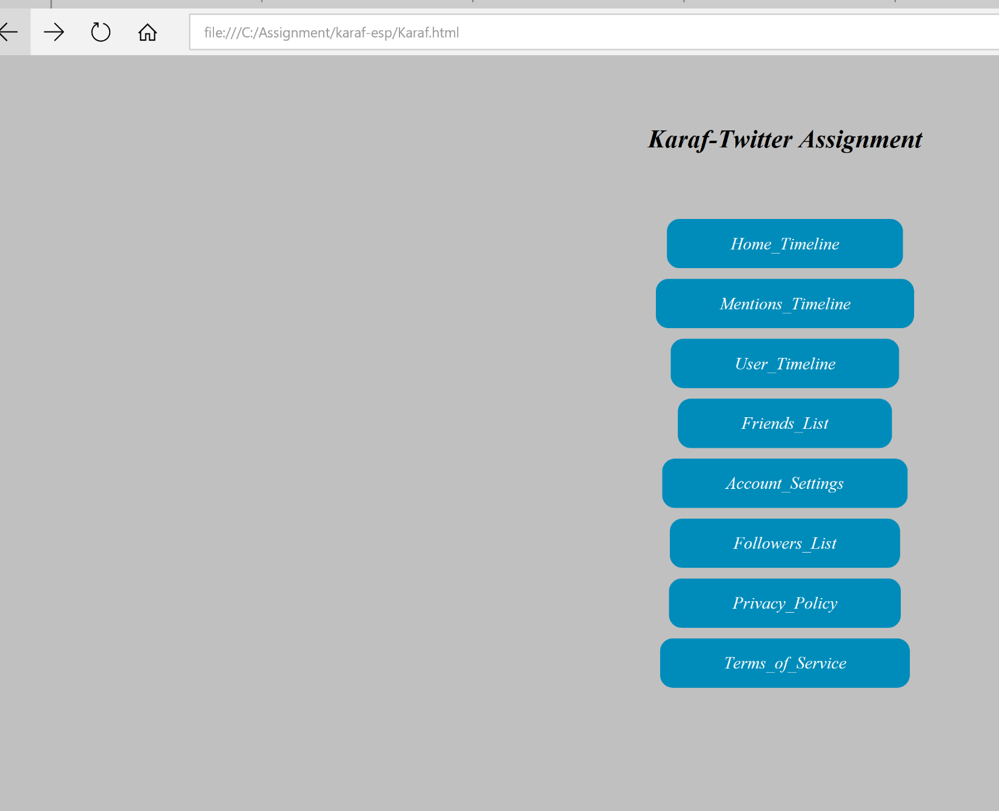 file:///C:/Assignment/karaf-esp/Karaf.html
Karaf-Twitter Assignment
Home_Timeline
Mentions_Timeline
User_Timeline
Friends_List
Account_Settings
Followers_List
Privacy_Policy
Terms_of_Service